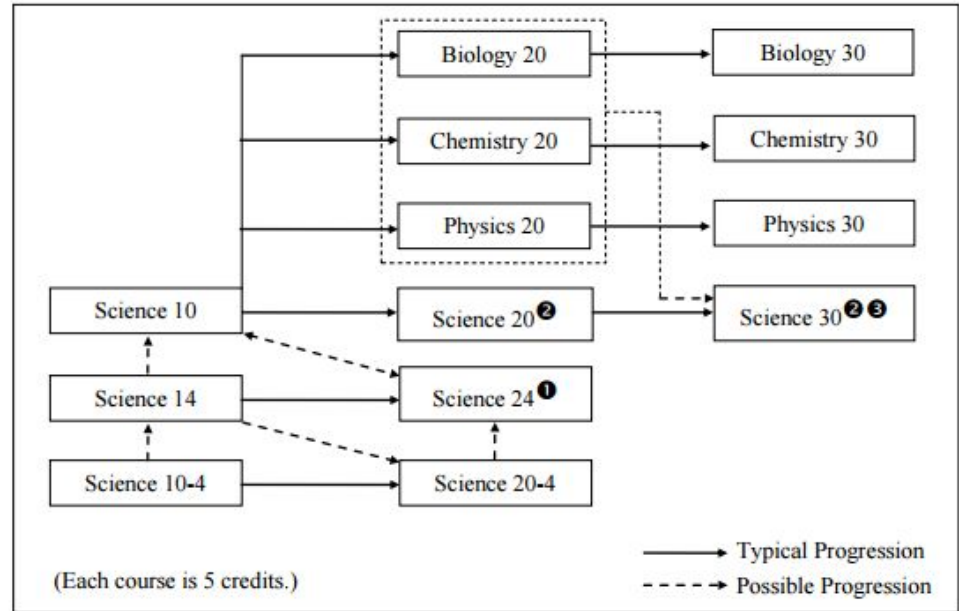 Biology 20
Biology 30
Chemistry 20
Chemistry 30
Physics 20
Physics 30
Science 10
Science 20❷
Science 30❷❸
Science 14
Science 24❶
Science 10-4
Science 20-4
Typical Progression
(Each course is 5 credits.)
Possible Progression